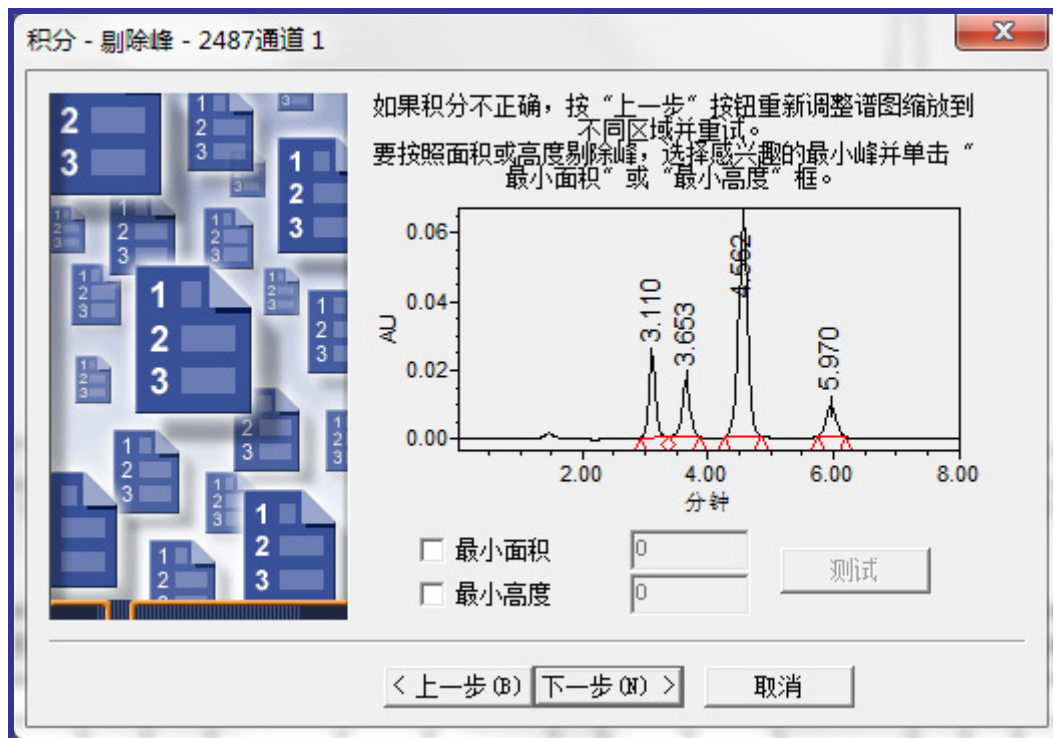 积分 - 剔除峰 - 2487通道 1
如果积分不正确，按 “上一步“ 按钮重新调整谱图缩放到
不同区域并重试。
要按照面积或高度剔除峰，选择感兴趣的最小峰并单击 “
最小面积“ 或 “最小高度“ 框。
0.06
0.04
0.02
0.00
AU
3.110
3.653
4.562
5.970
2.00 4.00 6.00 8.00
分钟
最小面积 0
最小高度 0
测试
< 上一步(B) 下一步(N) > 取消
1
2
3